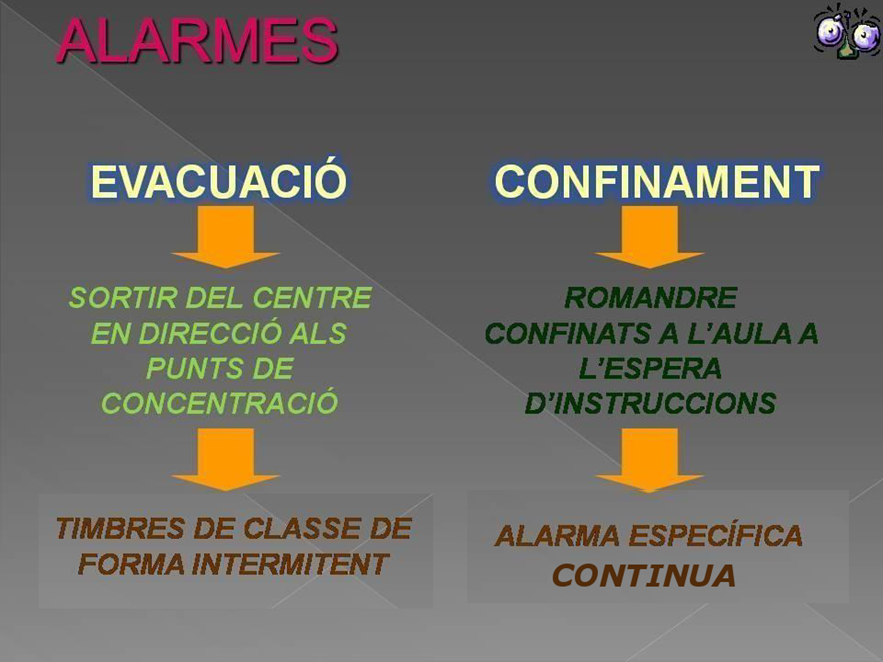 ALARMES
EVACUACIÓ
SORTIR DEL CENTRE
EN DIRECCIÓ ALS
PUNTS DE
CONCENTRACIÓ
TIMBRES DE CLASSE DE
FORMA INTERMITENT
CONFINAMENT
ROMANDRE
CONFINATS A L'AULA A
L'ESPERA
D'INSTRUCCIONS
ALARMA ESPECÍFICA
CONTINUA